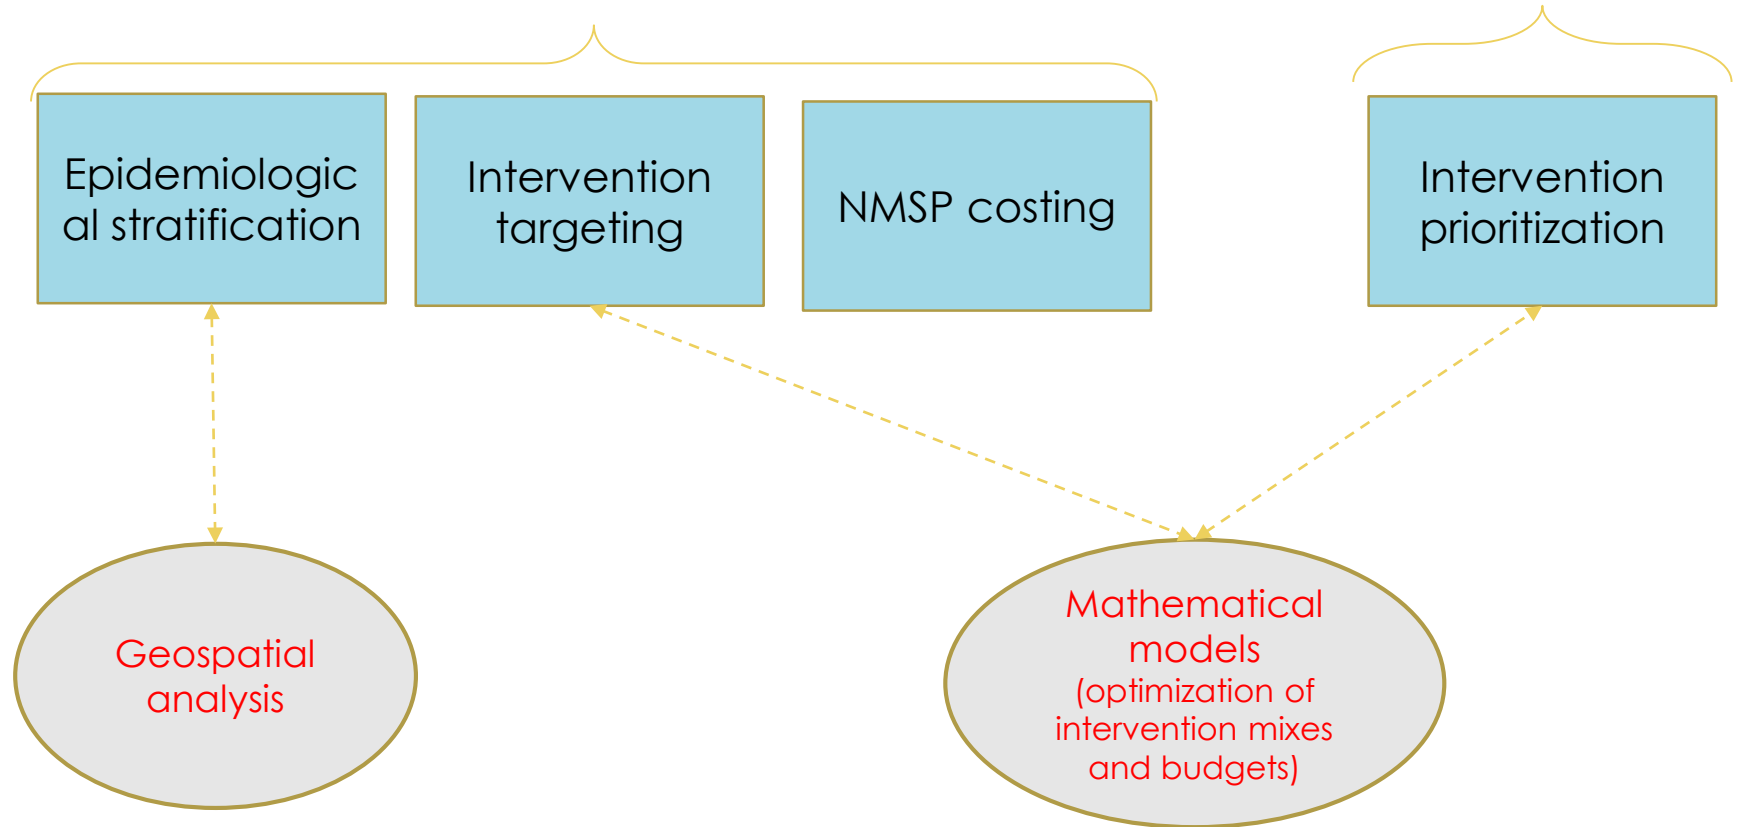 Epidemiologic
al stratification
Intervention
targeting
NMSP costing
Intervention
prioritization
Geospatial
analysis
Mathematical
models
(optimization of
intervention mixes
and budgets)